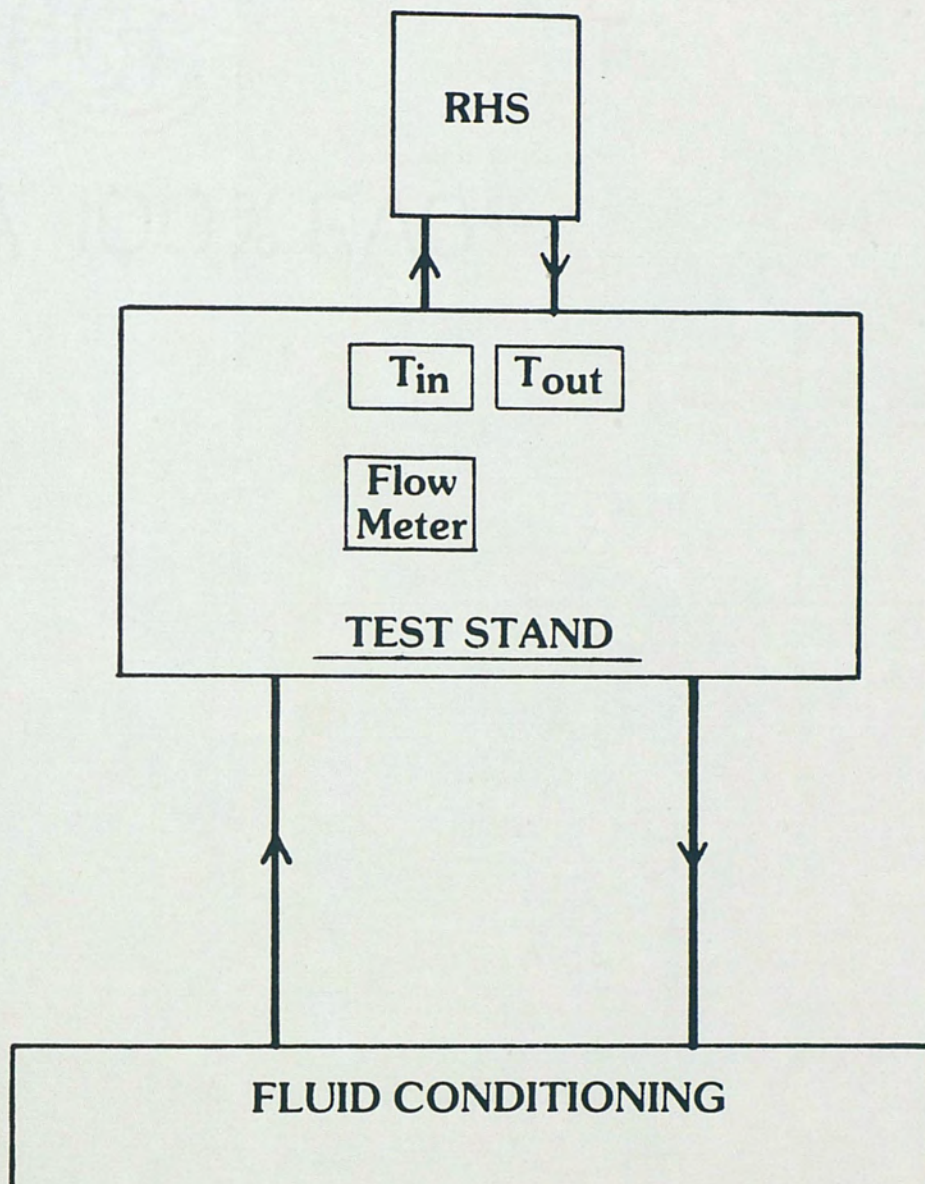 RHS
Tin Tout
Flow
Meter
TEST STAND
FLUID CONDITIONING